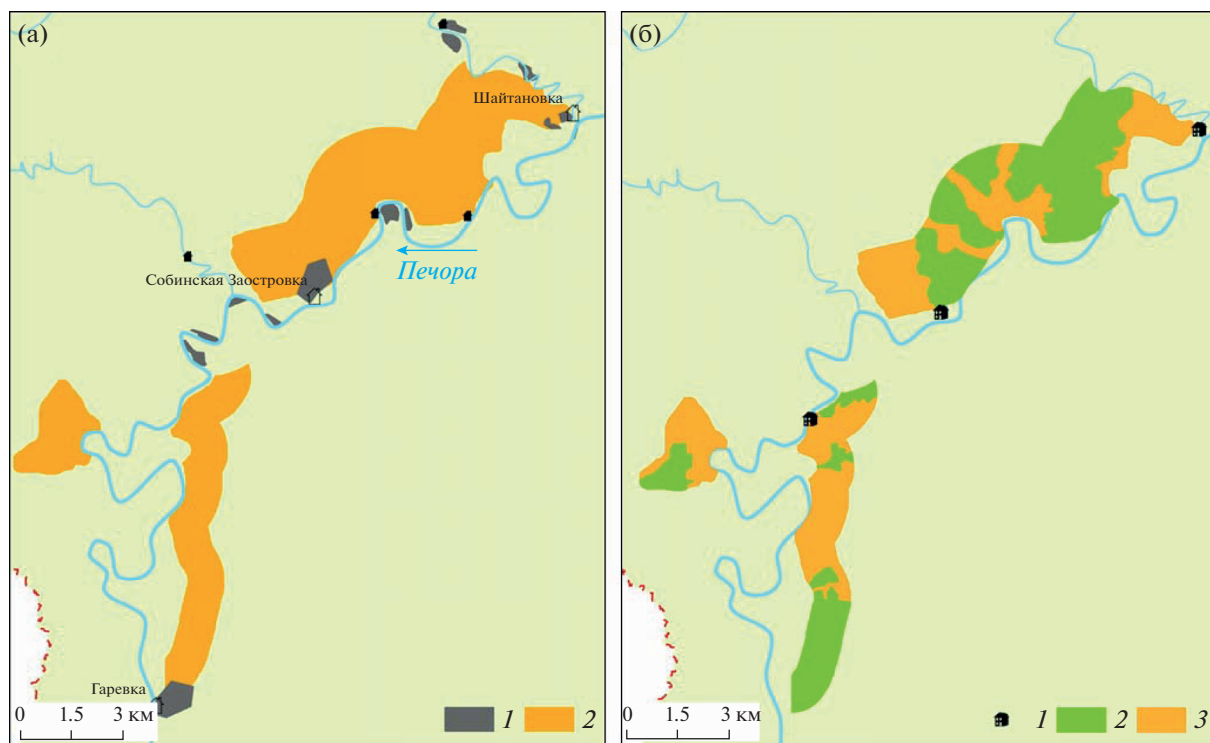 (а)
Шайтановка
Печора
Собинская Заостровка
Гаревка
0 1.5 3 км
1 2
(б)
0 1.5 3 км
1 2 3